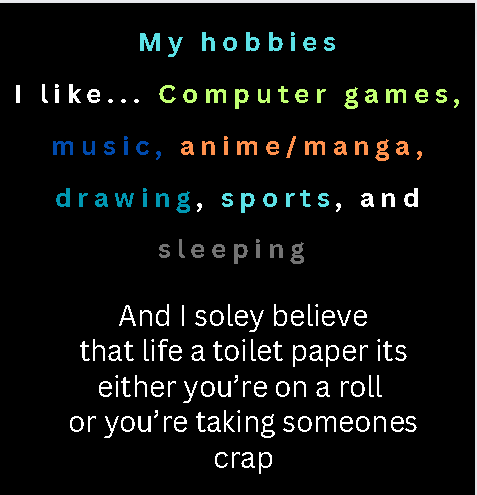 My hobbies
I like... Computer games,
music, anime/manga,
drawing, sports, and
sleeping
And I soley believe
that life a toilet paper its
either you’re on a roll
or you’re taking someones
crap